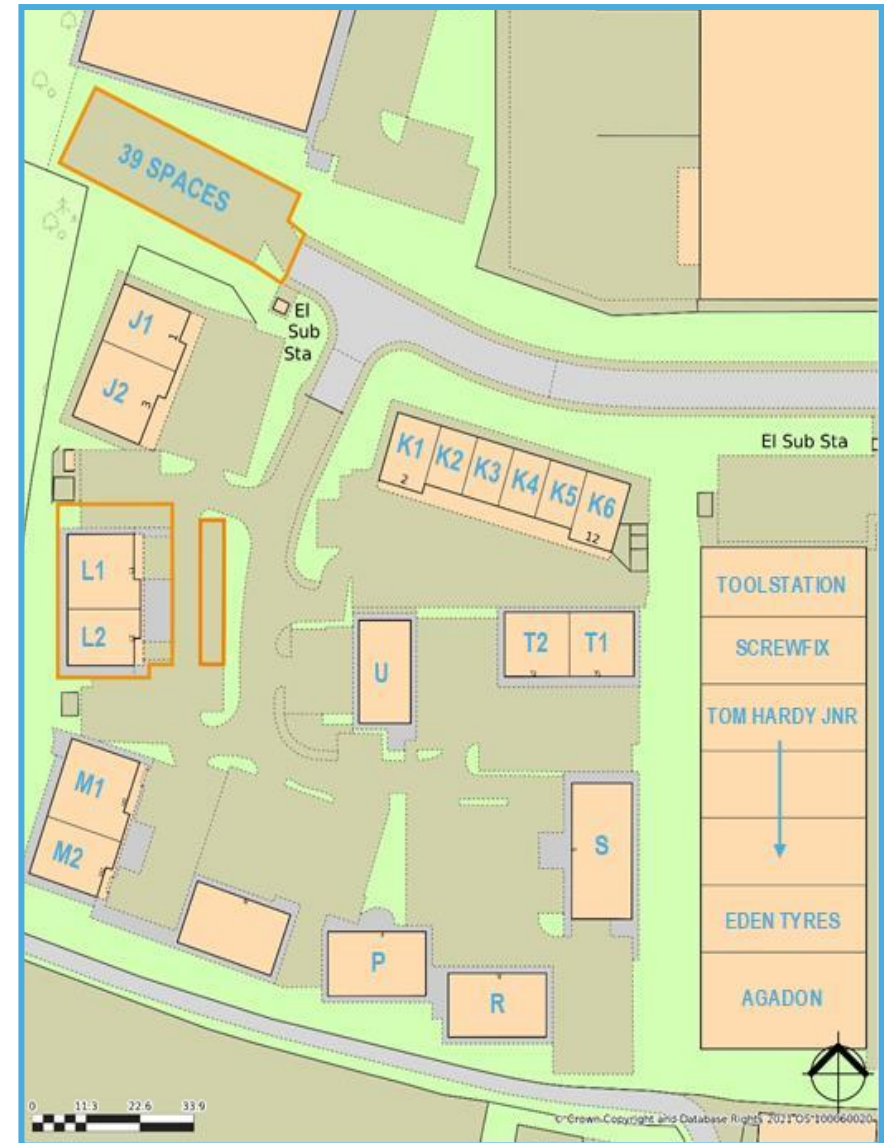 39 SPACES
J1
1
J2
3
El
Sub
Sta
K1
K2
K3
K4
K5
K6
2
12
El Sub Sta
L1
L2
U
T2
T1
TOOLSTATION
SCREWFIX
TOM HARDY JNR
M1
M2
S
EDEN TYRES
P
R
AGADON
0 11.3 22.6 33.9
© Crown Copyright and Database Rights 2021 OS 100060020